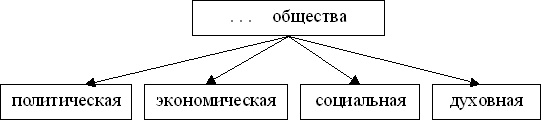 . . . общества
политическая
экономическая
социальная
духовная